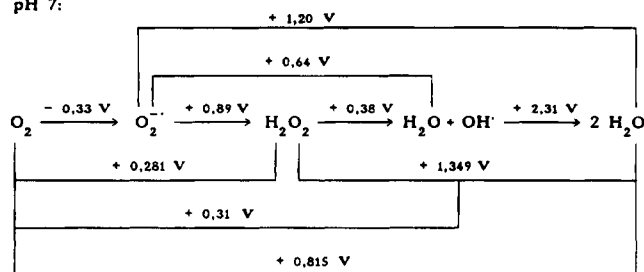 pH 7:
+ 1,20 V
+ 0,64 V
O₂ − 0,33 V → O₂⁻· + 0,89 V → H₂O₂ + 0,38 V → H₂O + OH· + 2,31 V → 2 H₂O
+ 0,281 V + 1,349 V
+ 0,31 V
+ 0,815 V